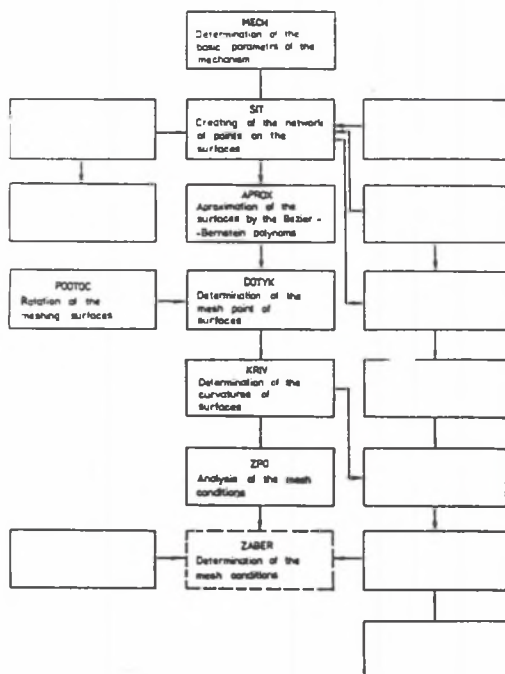 MECH
Determination of the
basic parametrs of the
mechanism
SIT
Creating of the network
of points on the
surfaces
APROX
Aproximation of the
surfaces by the Bezier -
-Bernstein polynoms
POOTOC
Rotation of the
meshing surfaces
DOTYK
Determination of the
mesh point of
surfaces
KRIV
Determination of the
curvatures of
surfaces
ZPO
Analysis of the mesh
conditions
ZABER
Determination of the
mesh conditions